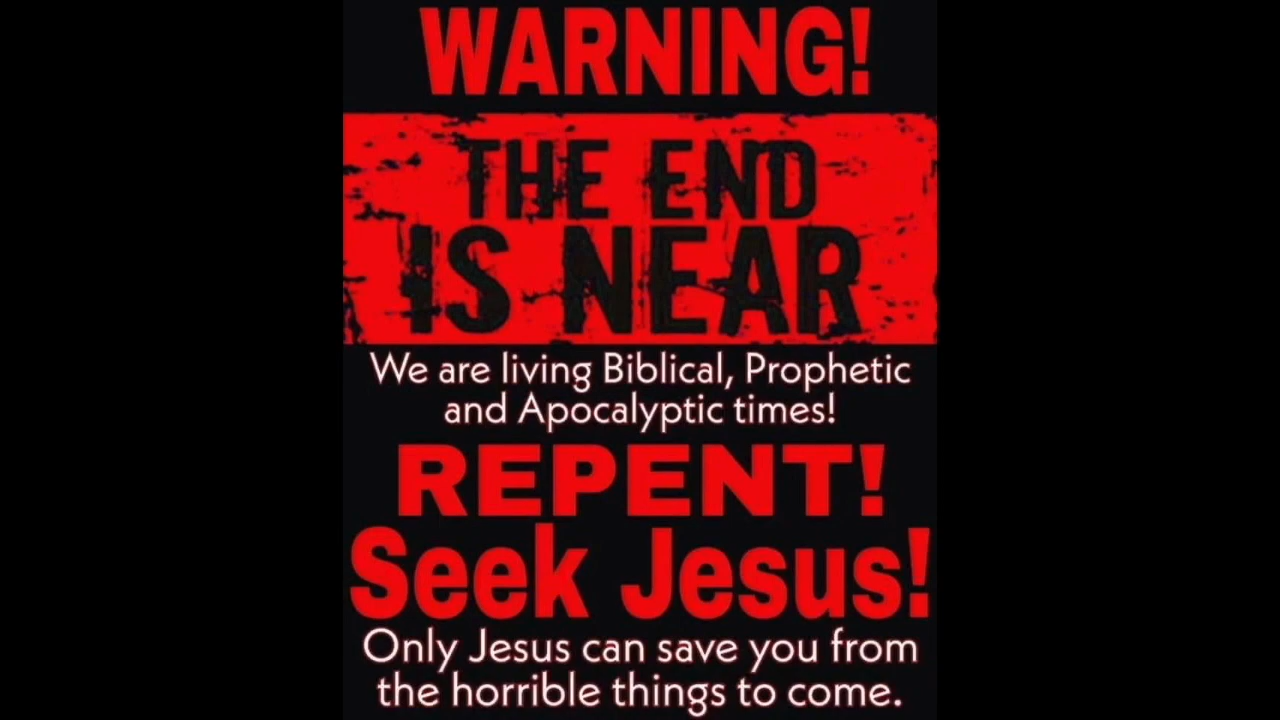 WARNING!
THE END
IS NEAR
We are living Biblical, Prophetic
and Apocalyptic times!
REPENT!
Seek Jesus!
Only Jesus can save you from
the horrible things to come.